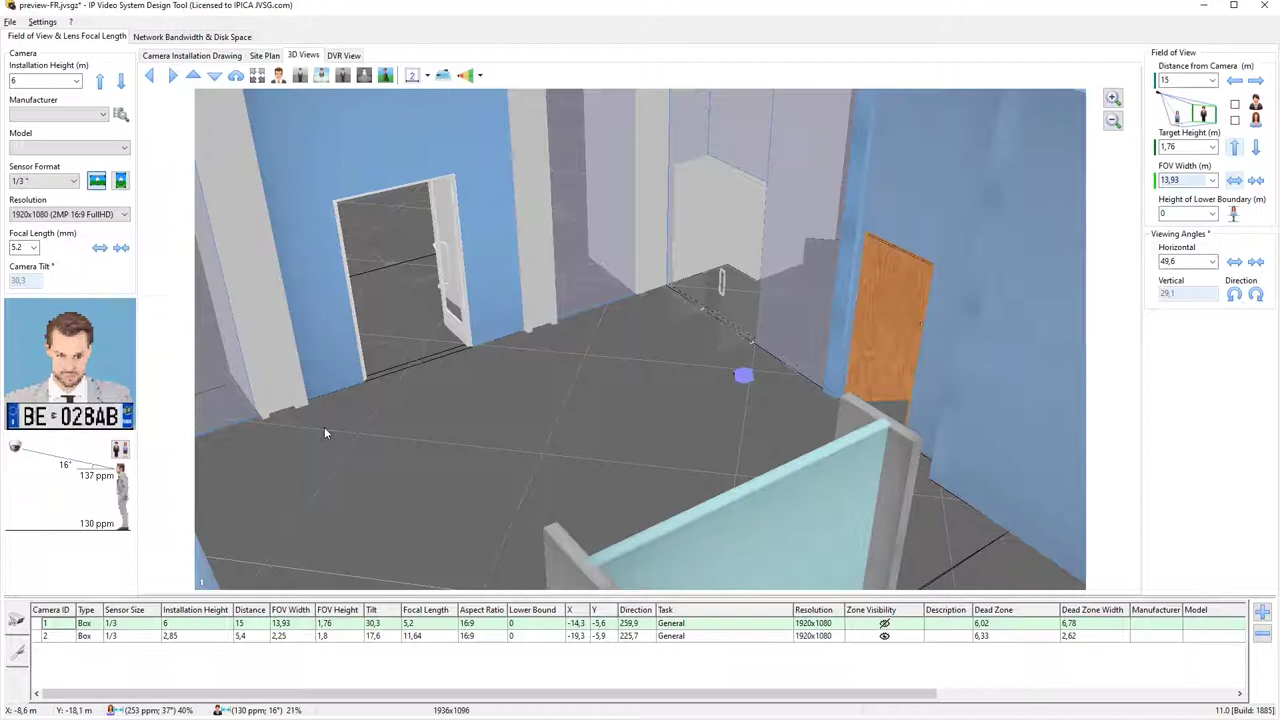 preview-FR.jvsgz* - IP Video System Design Tool (Licensed to IPICA JVSG.com)
File Settings ?
Field of View & Lens Focal Length Network Bandwidth & Disk Space
Camera
Installation Height (m)
6
Manufacturer
Model
Sensor Format
1/3 "
Resolution
1920x1080 (2MP 16:9 FullHD)
Focal Length (mm)
5.2
Camera Tilt °
30,3
BE 028AB
16°
137 ppm
130 ppm
Camera Installation Drawing Site Plan 3D Views DVR View
2
1
Field of View
Distance from Camera (m)
15
Target Height (m)
1,76
FOV Width (m)
13,93
Height of Lower Boundary (m)
0
Viewing Angles °
Horizontal
49,6
Vertical Direction
29,1
Camera ID Type Sensor Size Installation Height Distance FOV Width FOV Height Tilt Focal Length Aspect Ratio Lower Bound X Y Direction Task Resolution Zone Visibility Description Dead Zone Dead Zone Width Manufacturer Model
1 Box 1/3 6 15 13,93 1,76 30,3 5,2 16:9 0 -14,3 -5,6 259,9 General 1920x1080 6,02 6,78
2 Box 1/3 2,85 5,4 2,25 1,8 17,6 11,64 16:9 0 -19,3 -5,9 225,7 General 1920x1080 6,33 2,62
X: -8,6 m Y: -18,1 m (253 ppm; 37°) 40% (130 ppm; 16°) 21% 1936x1096 11.0 [Build: 1885]